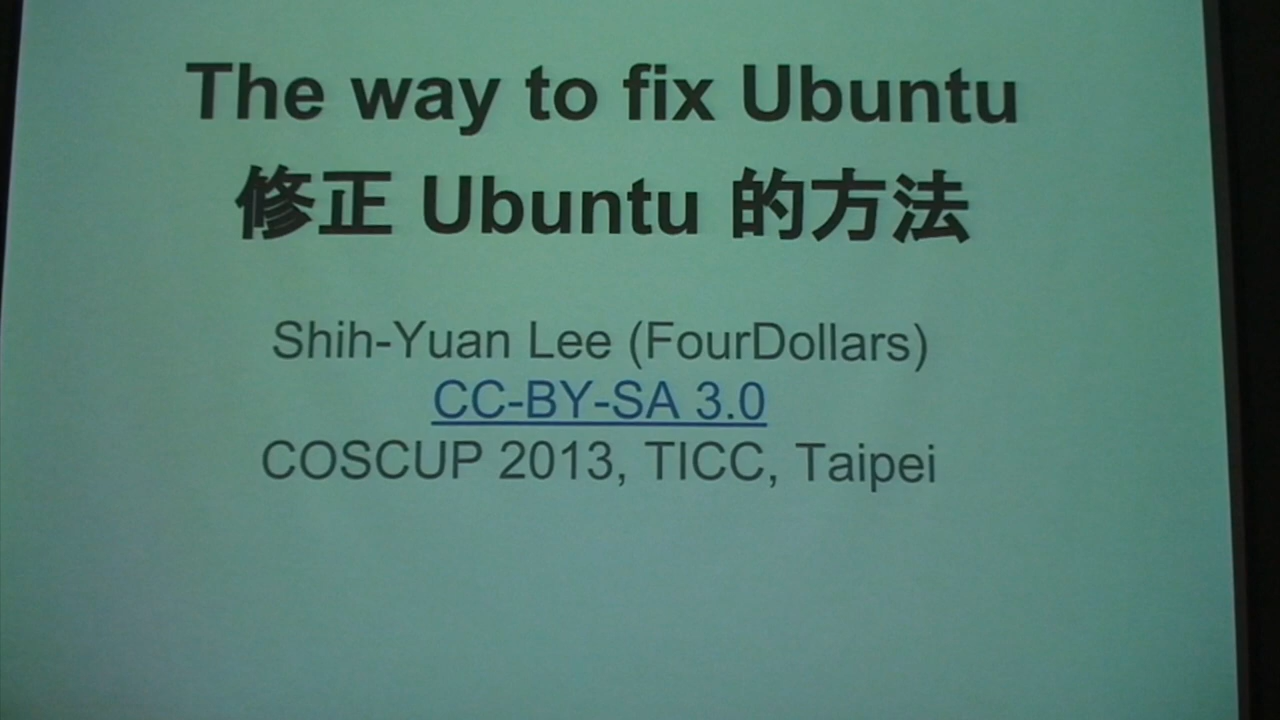 The way to fix Ubuntu
修正 Ubuntu 的方法
Shih-Yuan Lee (FourDollars)
CC-BY-SA 3.0
COSCUP 2013, TICC, Taipei